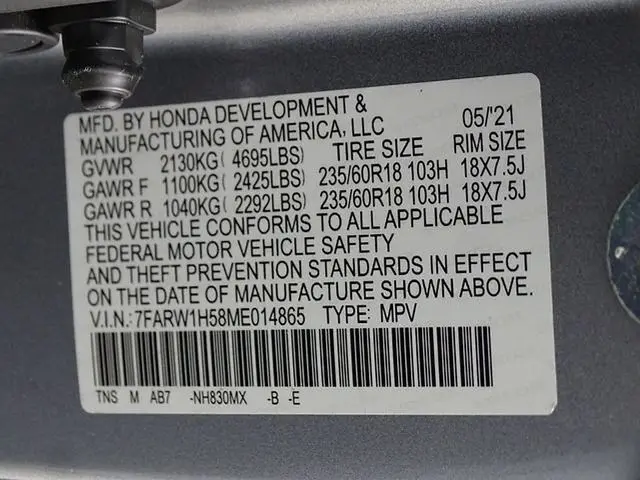 MFD. BY HONDA DEVELOPMENT &
MANUFACTURING OF AMERICA, LLC 05/'21
GVWR 2130KG( 4695LBS) TIRE SIZE RIM SIZE
GAWR F 1100KG( 2425LBS) 235/60R18 103H 18X7.5J
GAWR R 1040KG( 2292LBS) 235/60R18 103H 18X7.5J
THIS VEHICLE CONFORMS TO ALL APPLICABLE
FEDERAL MOTOR VEHICLE SAFETY
AND THEFT PREVENTION STANDARDS IN EFFECT
ON THE DATE OF MANUFACTURE SHOWN ABOVE.
V.I.N.:7FARW1H58ME014865 TYPE: MPV
TNS M AB7 -NH830MX -B -E